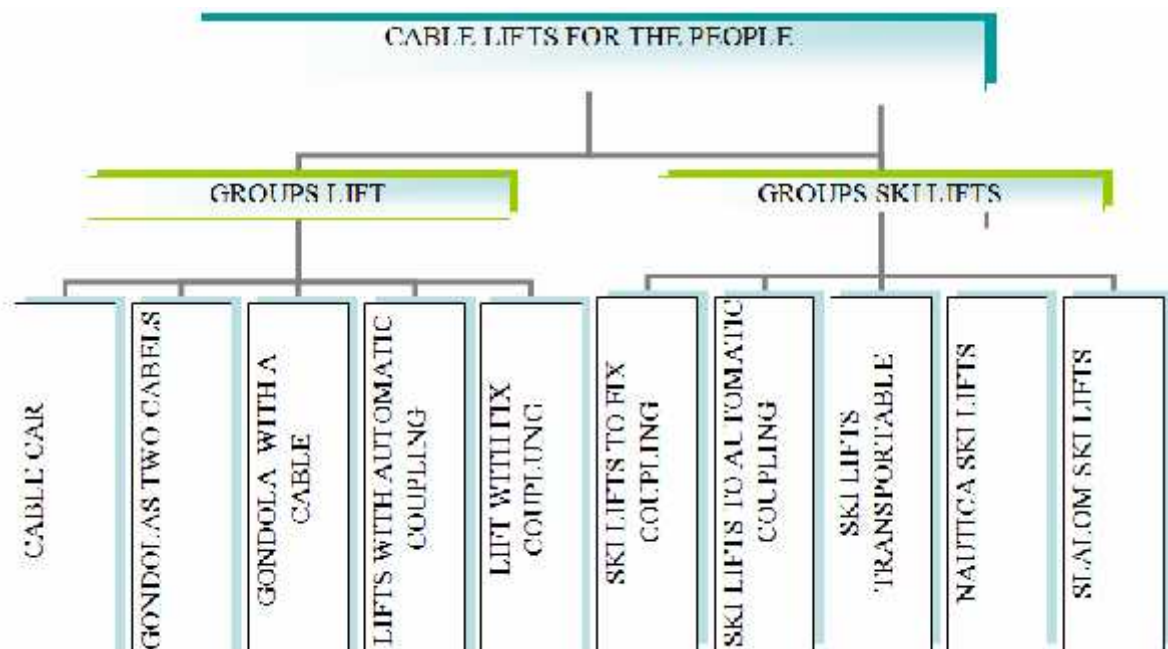 CABLE LIFTS FOR THE PEOPLE
GROUPS LIFT
GROUPS SKI LIFTS
CABLE CAR
GONDOLAS TWO CABELS
GONDOLA WITH A
CABLE
LIFTS WITH AUTOMATIC
COUPLING
LIFT WITH FIX
COUPLUNG
SKI LIFTS TO FIX
COUPLING
SKI LIFTS TO AUTOMATIC
COUPLING
SKI LIFTS
TRANSPORTABLE
NAUTICA SKI LIFTS
SLALOM SKI LIFTS